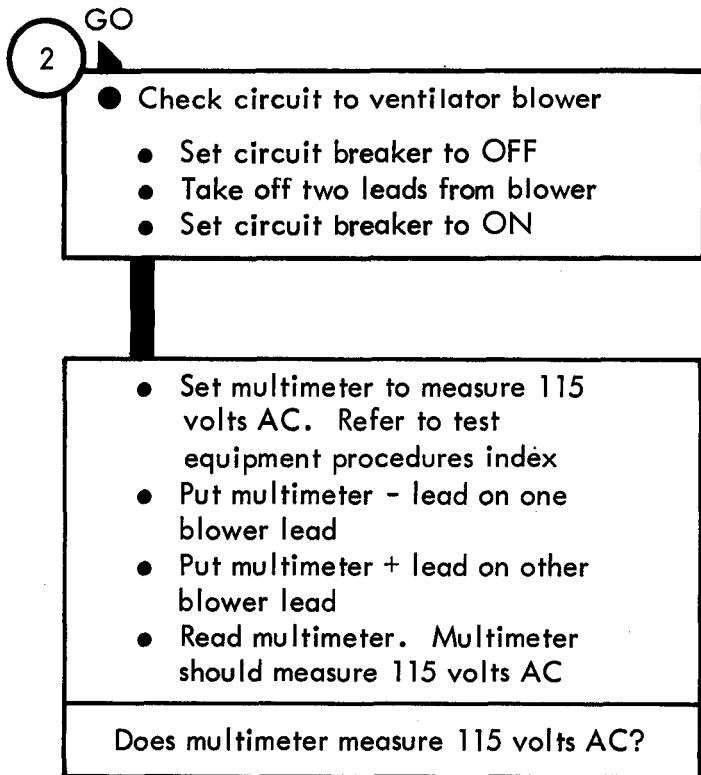 GO
2
● Check circuit to ventilator blower
● Set circuit breaker to OFF
● Take off two leads from blower
● Set circuit breaker to ON
● Set multimeter to measure 115
volts AC. Refer to test
equipment procedures index
● Put multimeter - lead on one
blower lead
● Put multimeter + lead on other
blower lead
● Read multimeter. Multimeter
should measure 115 volts AC
Does multimeter measure 115 volts AC?